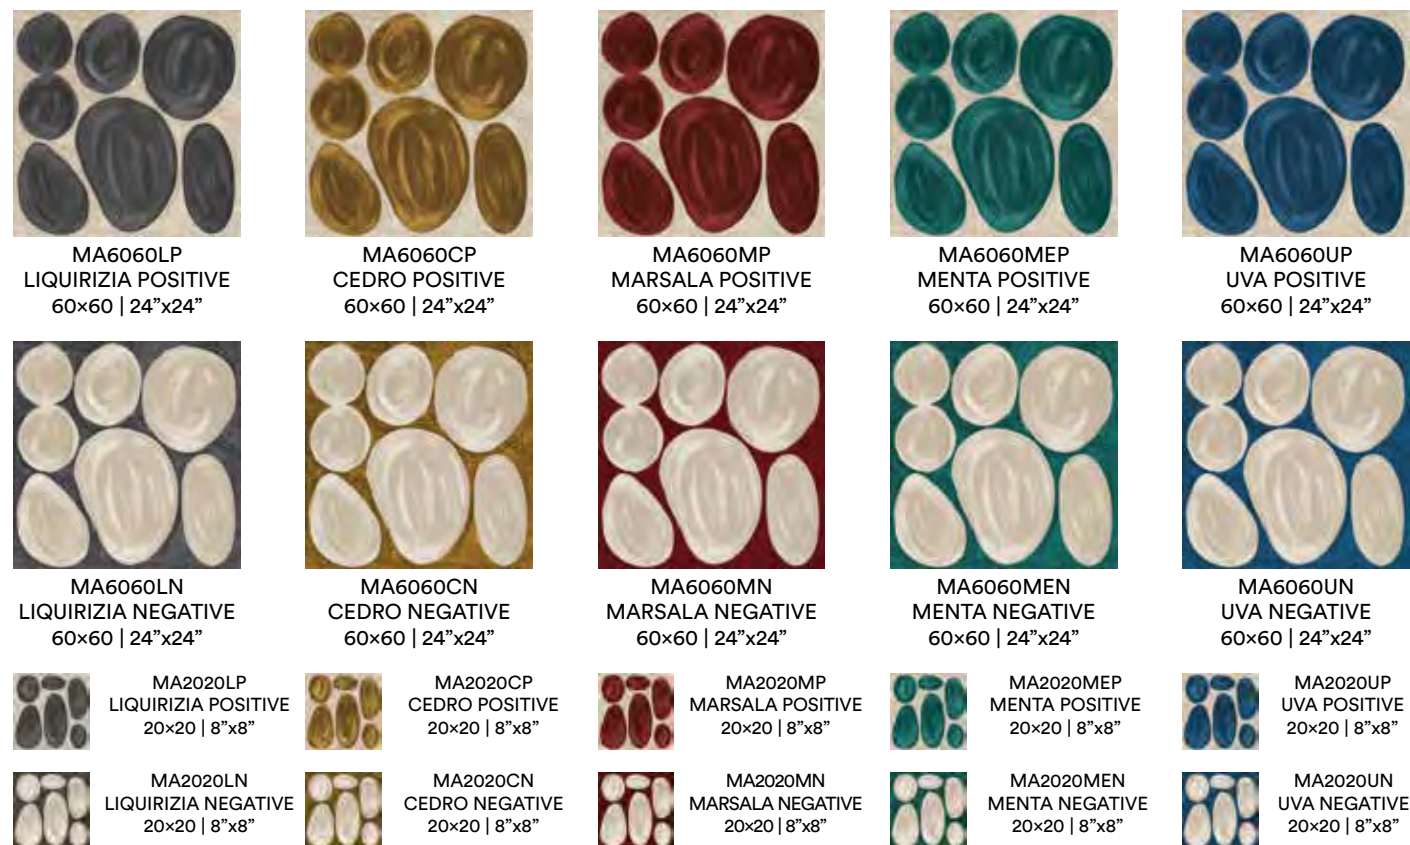 MA6060LP
LIQUIRIZIA POSITIVE
60×60 | 24”x24”
MA6060CP
CEDRO POSITIVE
60×60 | 24”x24”
MA6060MP
MARSALA POSITIVE
60×60 | 24”x24”
MA6060MEP
MENTA POSITIVE
60×60 | 24”x24”
MA6060UP
UVA POSITIVE
60×60 | 24”x24”
MA6060LN
LIQUIRIZIA NEGATIVE
60×60 | 24”x24”
MA6060CN
CEDRO NEGATIVE
60×60 | 24”x24”
MA6060MN
MARSALA NEGATIVE
60×60 | 24”x24”
MA6060MEN
MENTA NEGATIVE
60×60 | 24”x24”
MA6060UN
UVA NEGATIVE
60×60 | 24”x24”
MA2020LP
LIQUIRIZIA POSITIVE
20×20 | 8”x8”
MA2020CP
CEDRO POSITIVE
20×20 | 8”x8”
MA2020MP
MARSALA POSITIVE
20×20 | 8”x8”
MA2020MEP
MENTA POSITIVE
20×20 | 8”x8”
MA2020UP
UVA POSITIVE
20×20 | 8”x8”
MA2020LN
LIQUIRIZIA NEGATIVE
20×20 | 8”x8”
MA2020CN
CEDRO NEGATIVE
20×20 | 8”x8”
MA2020MN
MARSALA NEGATIVE
20×20 | 8”x8”
MA2020MEN
MENTA NEGATIVE
20×20 | 8”x8”
MA2020UN
UVA NEGATIVE
20×20 | 8”x8”